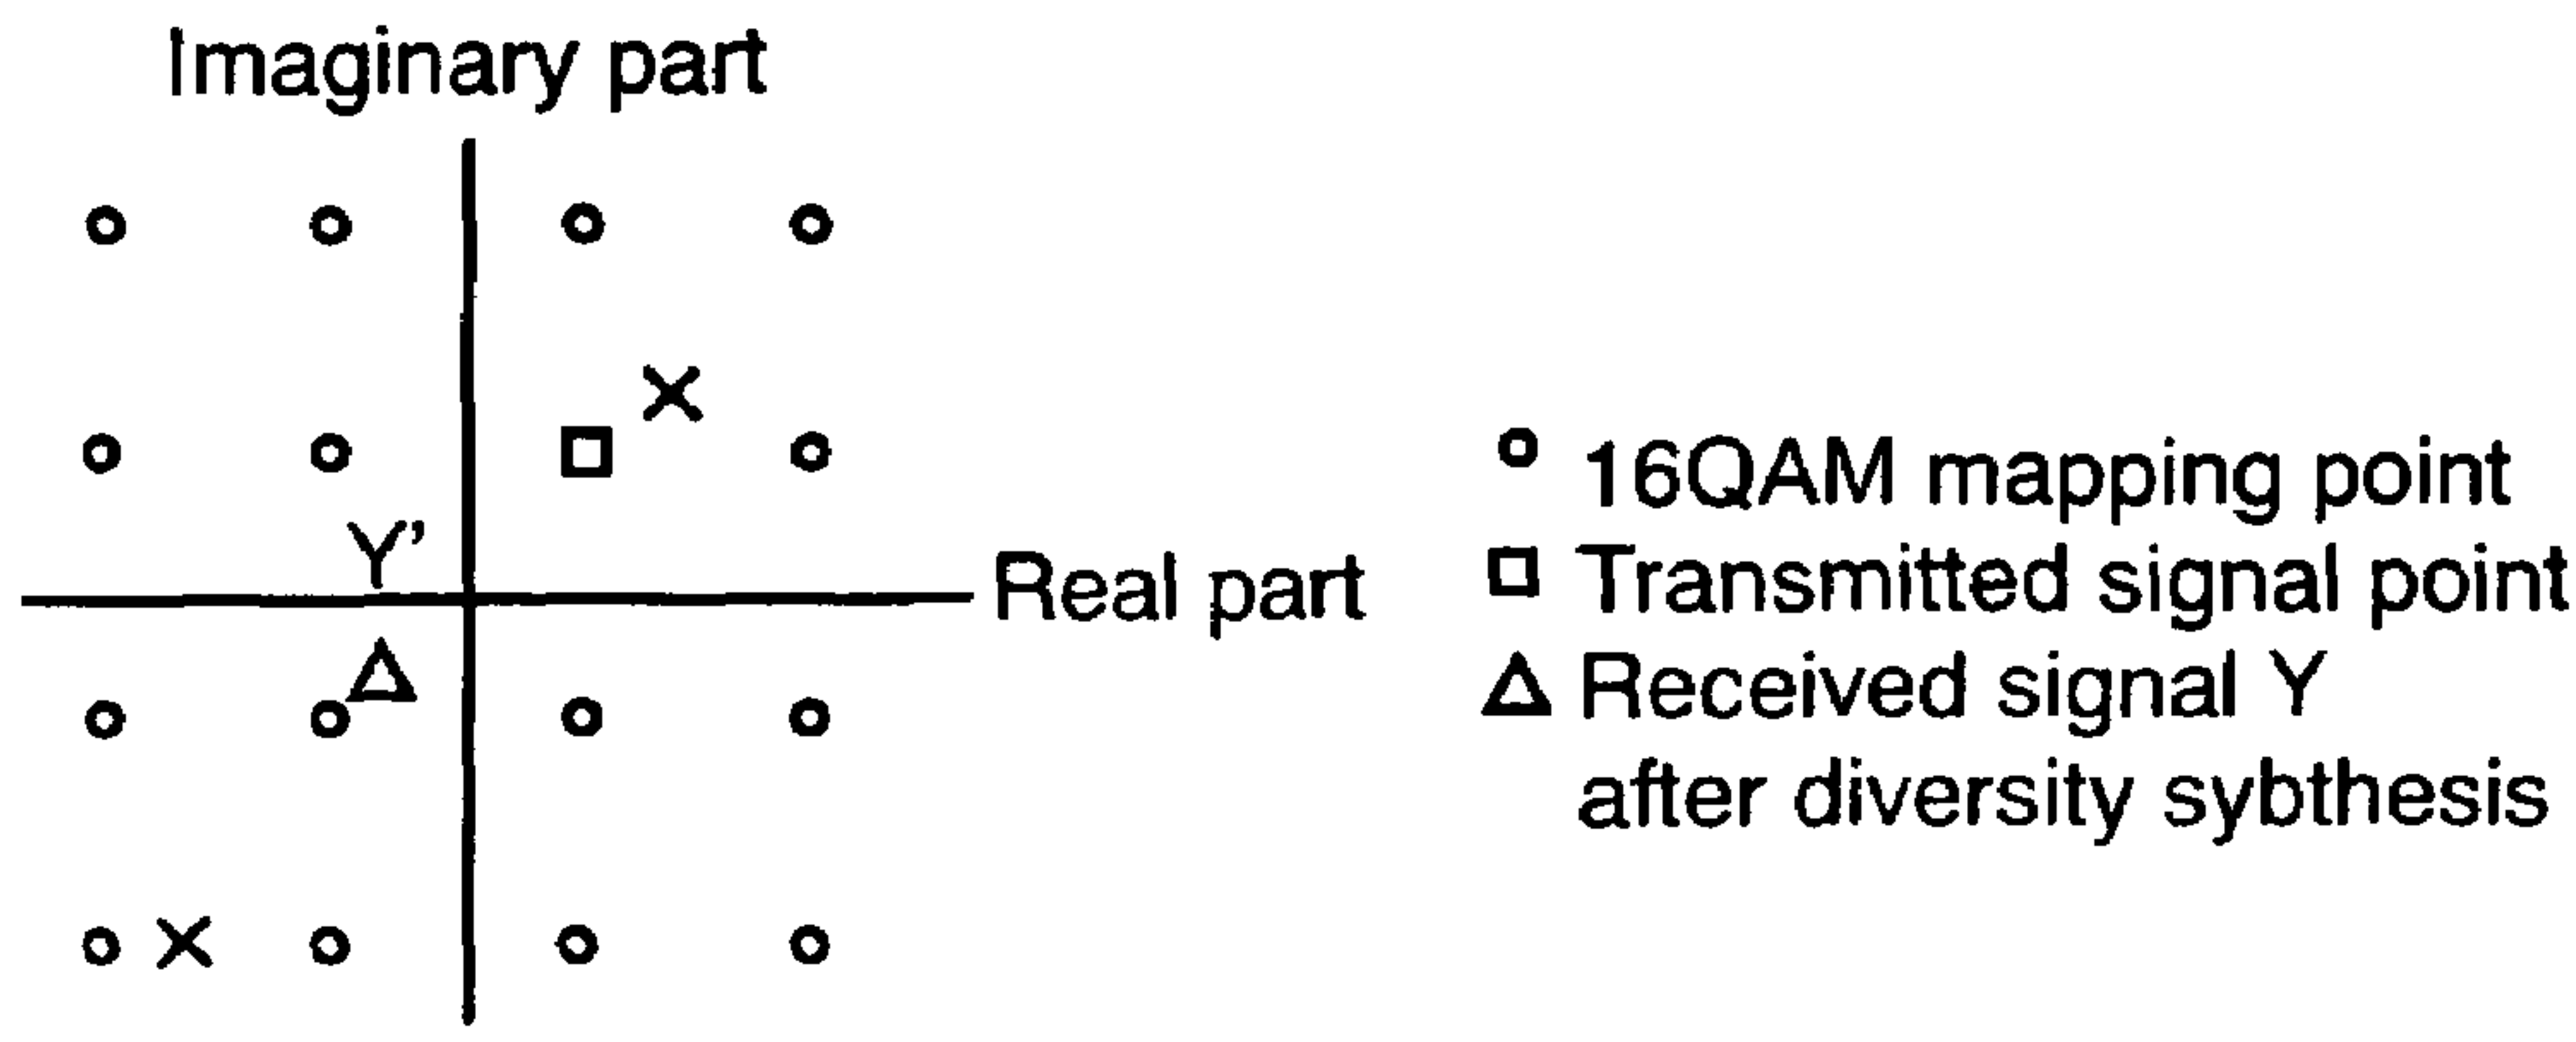 Imaginary part
Y'
Real part
16QAM mapping point
Transmitted signal point
Received signal Y
after diversity sybthesis